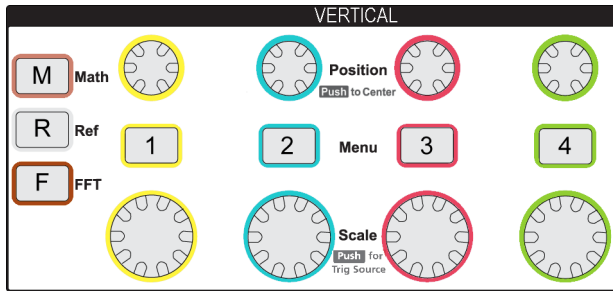 VERTICAL
M Math
Position
Push to Center
R Ref
1 2 Menu 3 4
F FFT
Scale
Push for
Trig Source